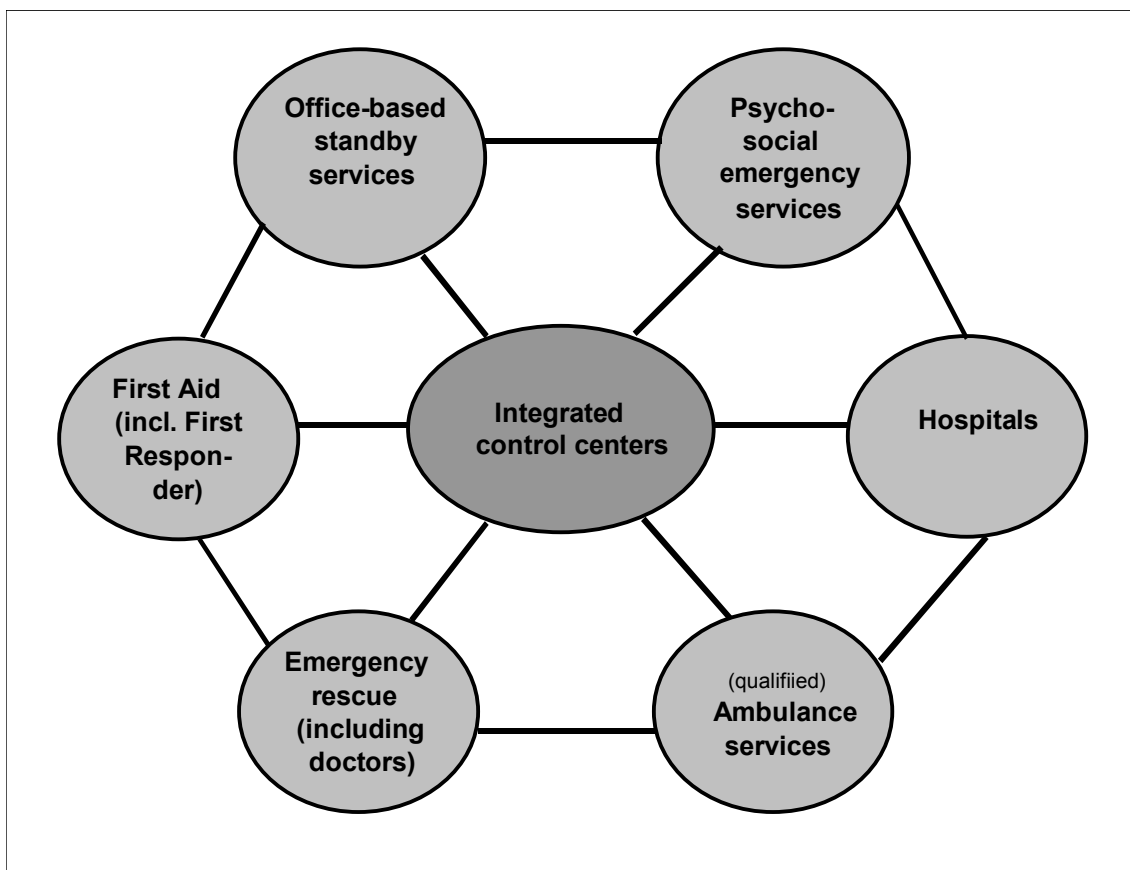 Office-based
standby
services
Psycho-
social
emergency
services
First Aid
(incl. First
Respon-
der)
Integrated
control centers
Hospitals
Emergency
rescue
(including
doctors)
(qualifiied)
Ambulance
services